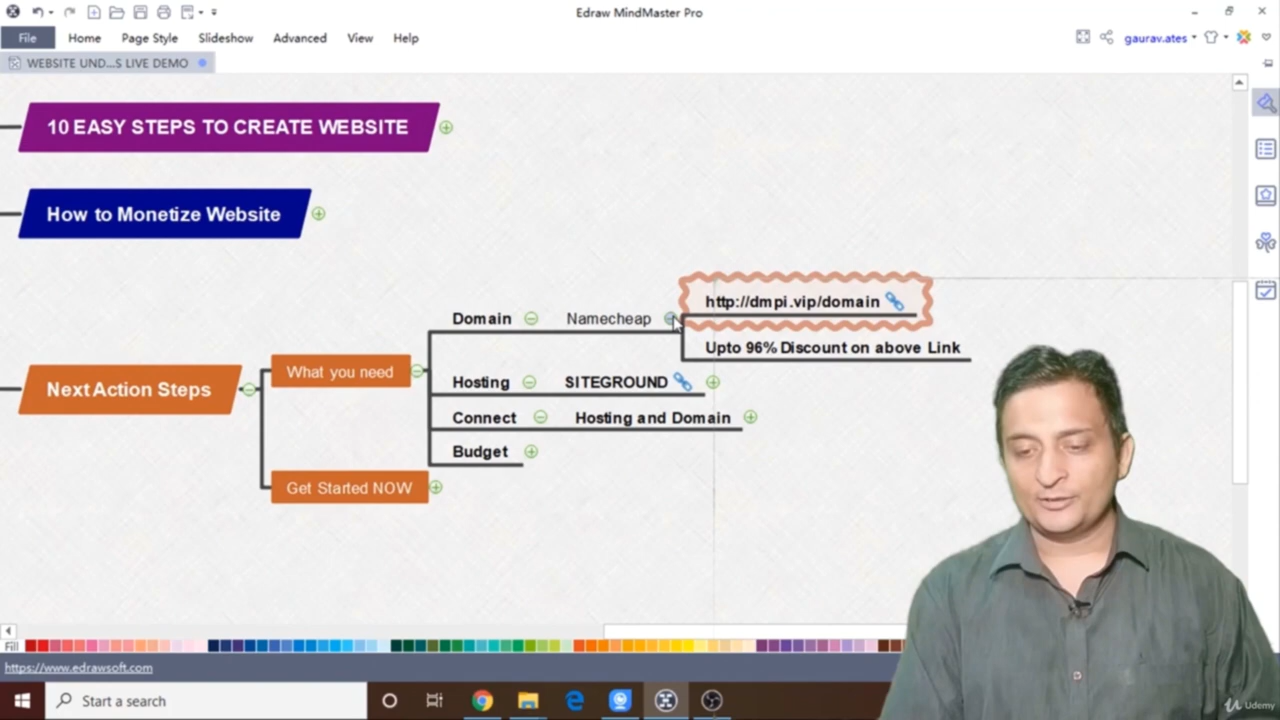 Edraw MindMaster Pro
File Home Page Style Slideshow Advanced View Help
gaurav.ates
WEBSITE UND...S LIVE DEMO
10 EASY STEPS TO CREATE WEBSITE
How to Monetize Website
Next Action Steps
What you need
Domain
Namecheap
http://dmpi.vip/domain
Upto 96% Discount on above Link
Hosting
SITEGROUND
Connect
Hosting and Domain
Budget
Get Started NOW
Fill
https://www.edrawsoft.com
Start a search
Udemy